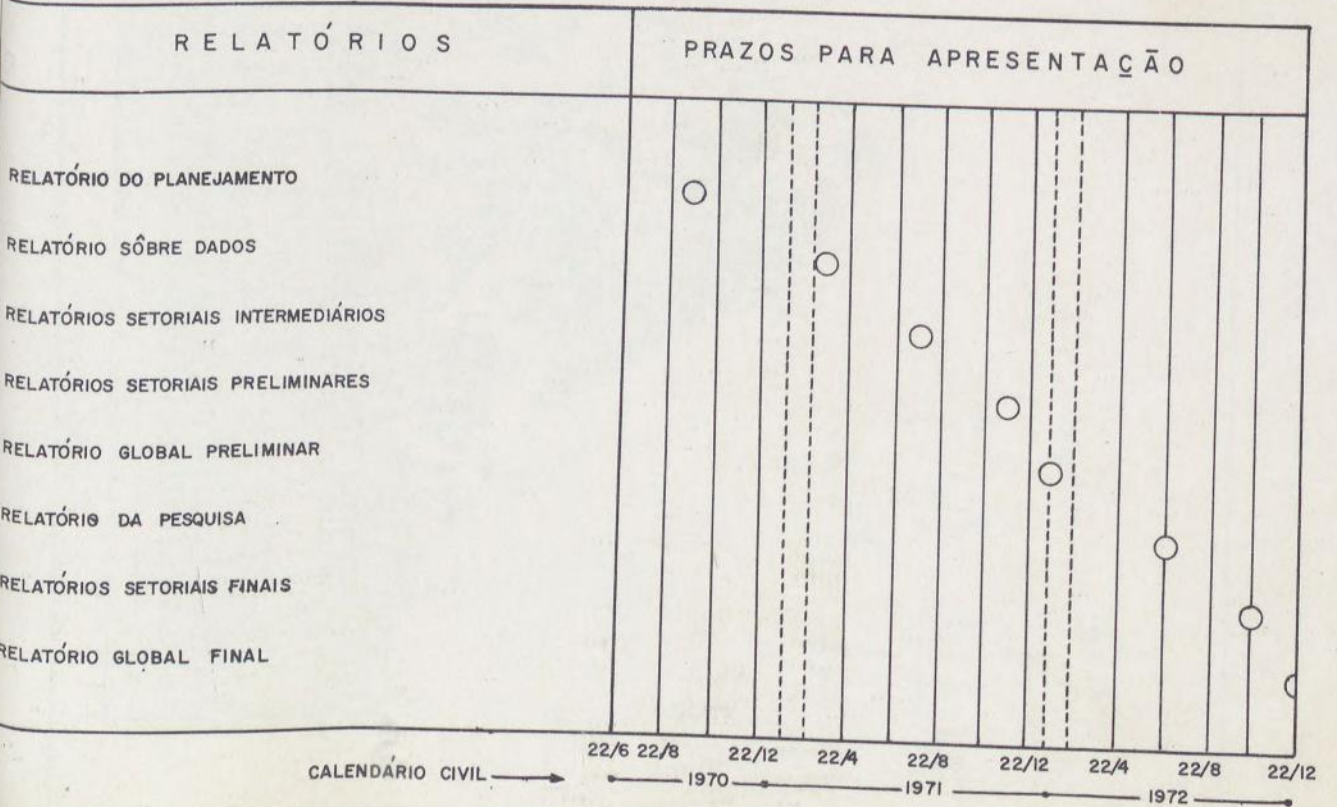 RELATÓRIOS
PRAZOS PARA APRESENTAÇÃO
RELATÓRIO DO PLANEJAMENTO
RELATÓRIO SÔBRE DADOS
RELATÓRIOS SETORIAIS INTERMEDIÁRIOS
RELATÓRIOS SETORIAIS PRELIMINARES
RELATÓRIO GLOBAL PRELIMINAR
RELATÓRIO DA PESQUISA
RELATÓRIOS SETORIAIS FINAIS
RELATÓRIO GLOBAL FINAL
22/6 22/8 22/12 22/4 22/8 22/12 22/4 22/8 22/12
CALENDÁRIO CIVIL 1970 1971 1972